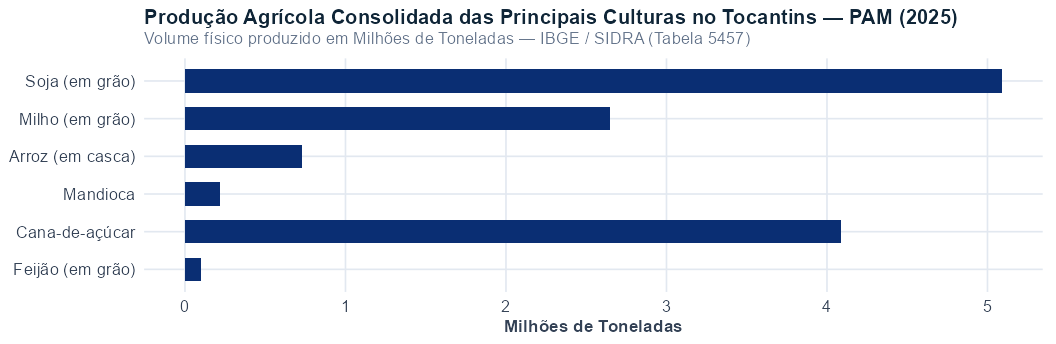 Produção Agrícola Consolidada das Principais Culturas no Tocantins — PAM (2025)
Volume físico produzido em Milhões de Toneladas — IBGE / SIDRA (Tabela 5457)
Soja (em grão)
Milho (em grão)
Arroz (em casca)
Mandioca
Cana-de-açúcar
Feijão (em grão)
0 1 2 3 4 5
Milhões de Toneladas